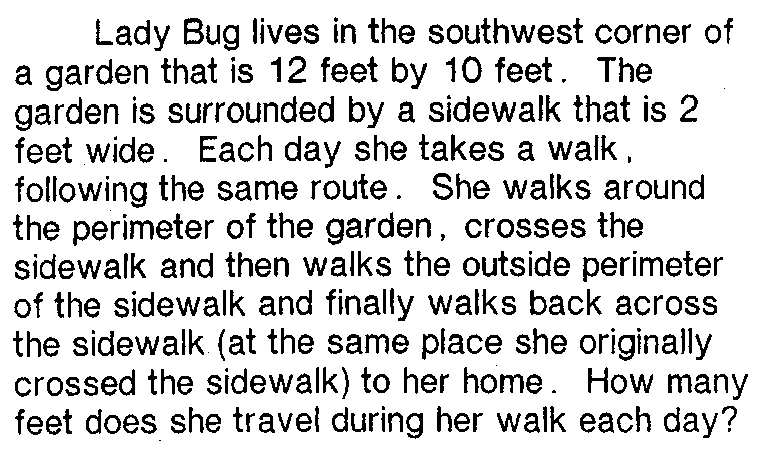 Lady Bug lives in the southwest corner of
a garden that is 12 feet by 10 feet. The
garden is surrounded by a sidewalk that is 2
feet wide. Each day she takes a walk,
following the same route. She walks around
the perimeter of the garden, crosses the
sidewalk and then walks the outside perimeter
of the sidewalk and finally walks back across
the sidewalk (at the same place she originally
crossed the sidewalk) to her home. How many
feet does she travel during her walk each day?